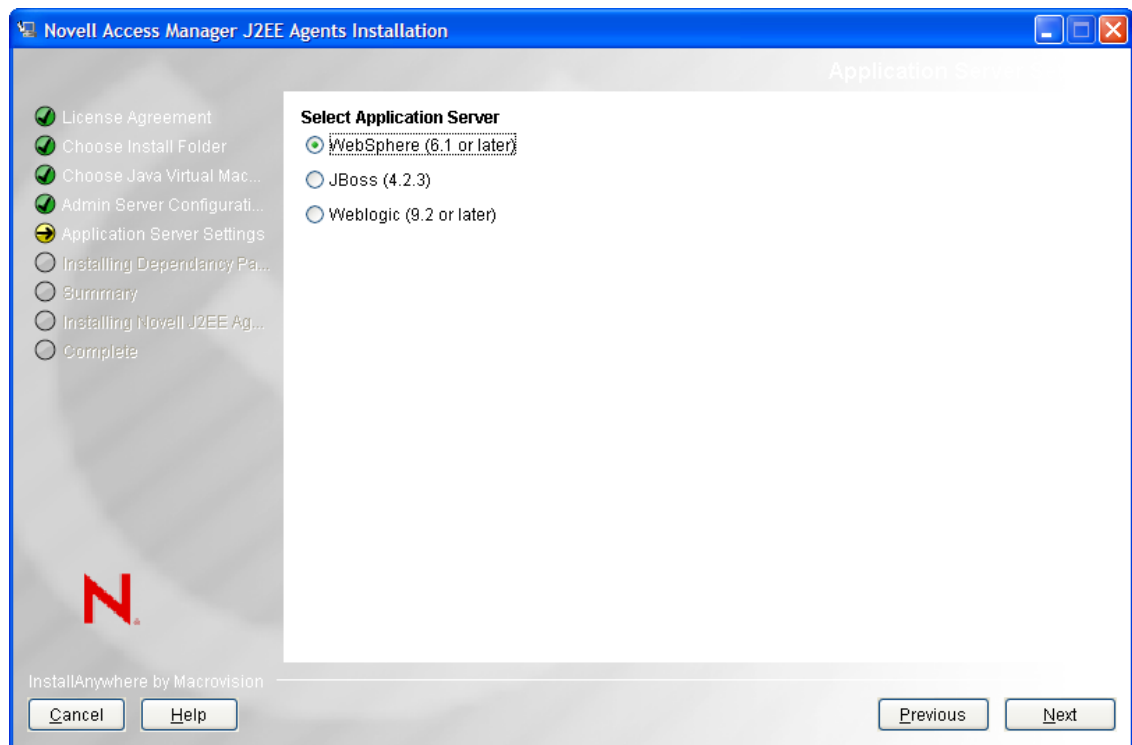 Novell Access Manager J2EE Agents Installation
Application
License Agreement
Choose Install Folder
Choose Java Virtual Mac...
Admin Server Configurati...
Application Server Settings
Installing Dependancy Pa...
Summary
Installing Novell J2EE Ag...
Complete
Select Application Server
WebSphere (6.1 or later)
JBoss (4.2.3)
Weblogic (9.2 or later)
N
InstallAnywhere by Macrovision
Cancel
Help
Previous
Next